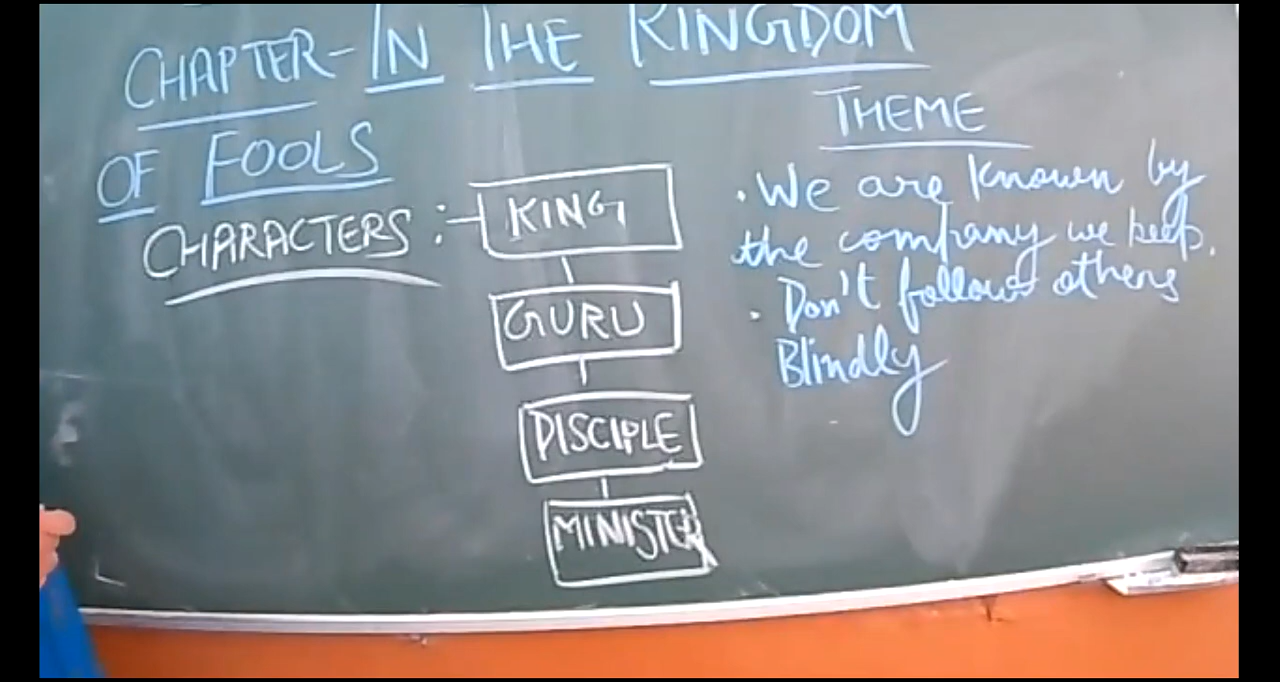 CHAPTER- IN THE KINGDOM
OF FOOLS
CHARACTERS :-
KING
GURU
DISCIPLE
MINISTER
THEME
• We are known by
the company we keep.
• Don't follow others
Blindly